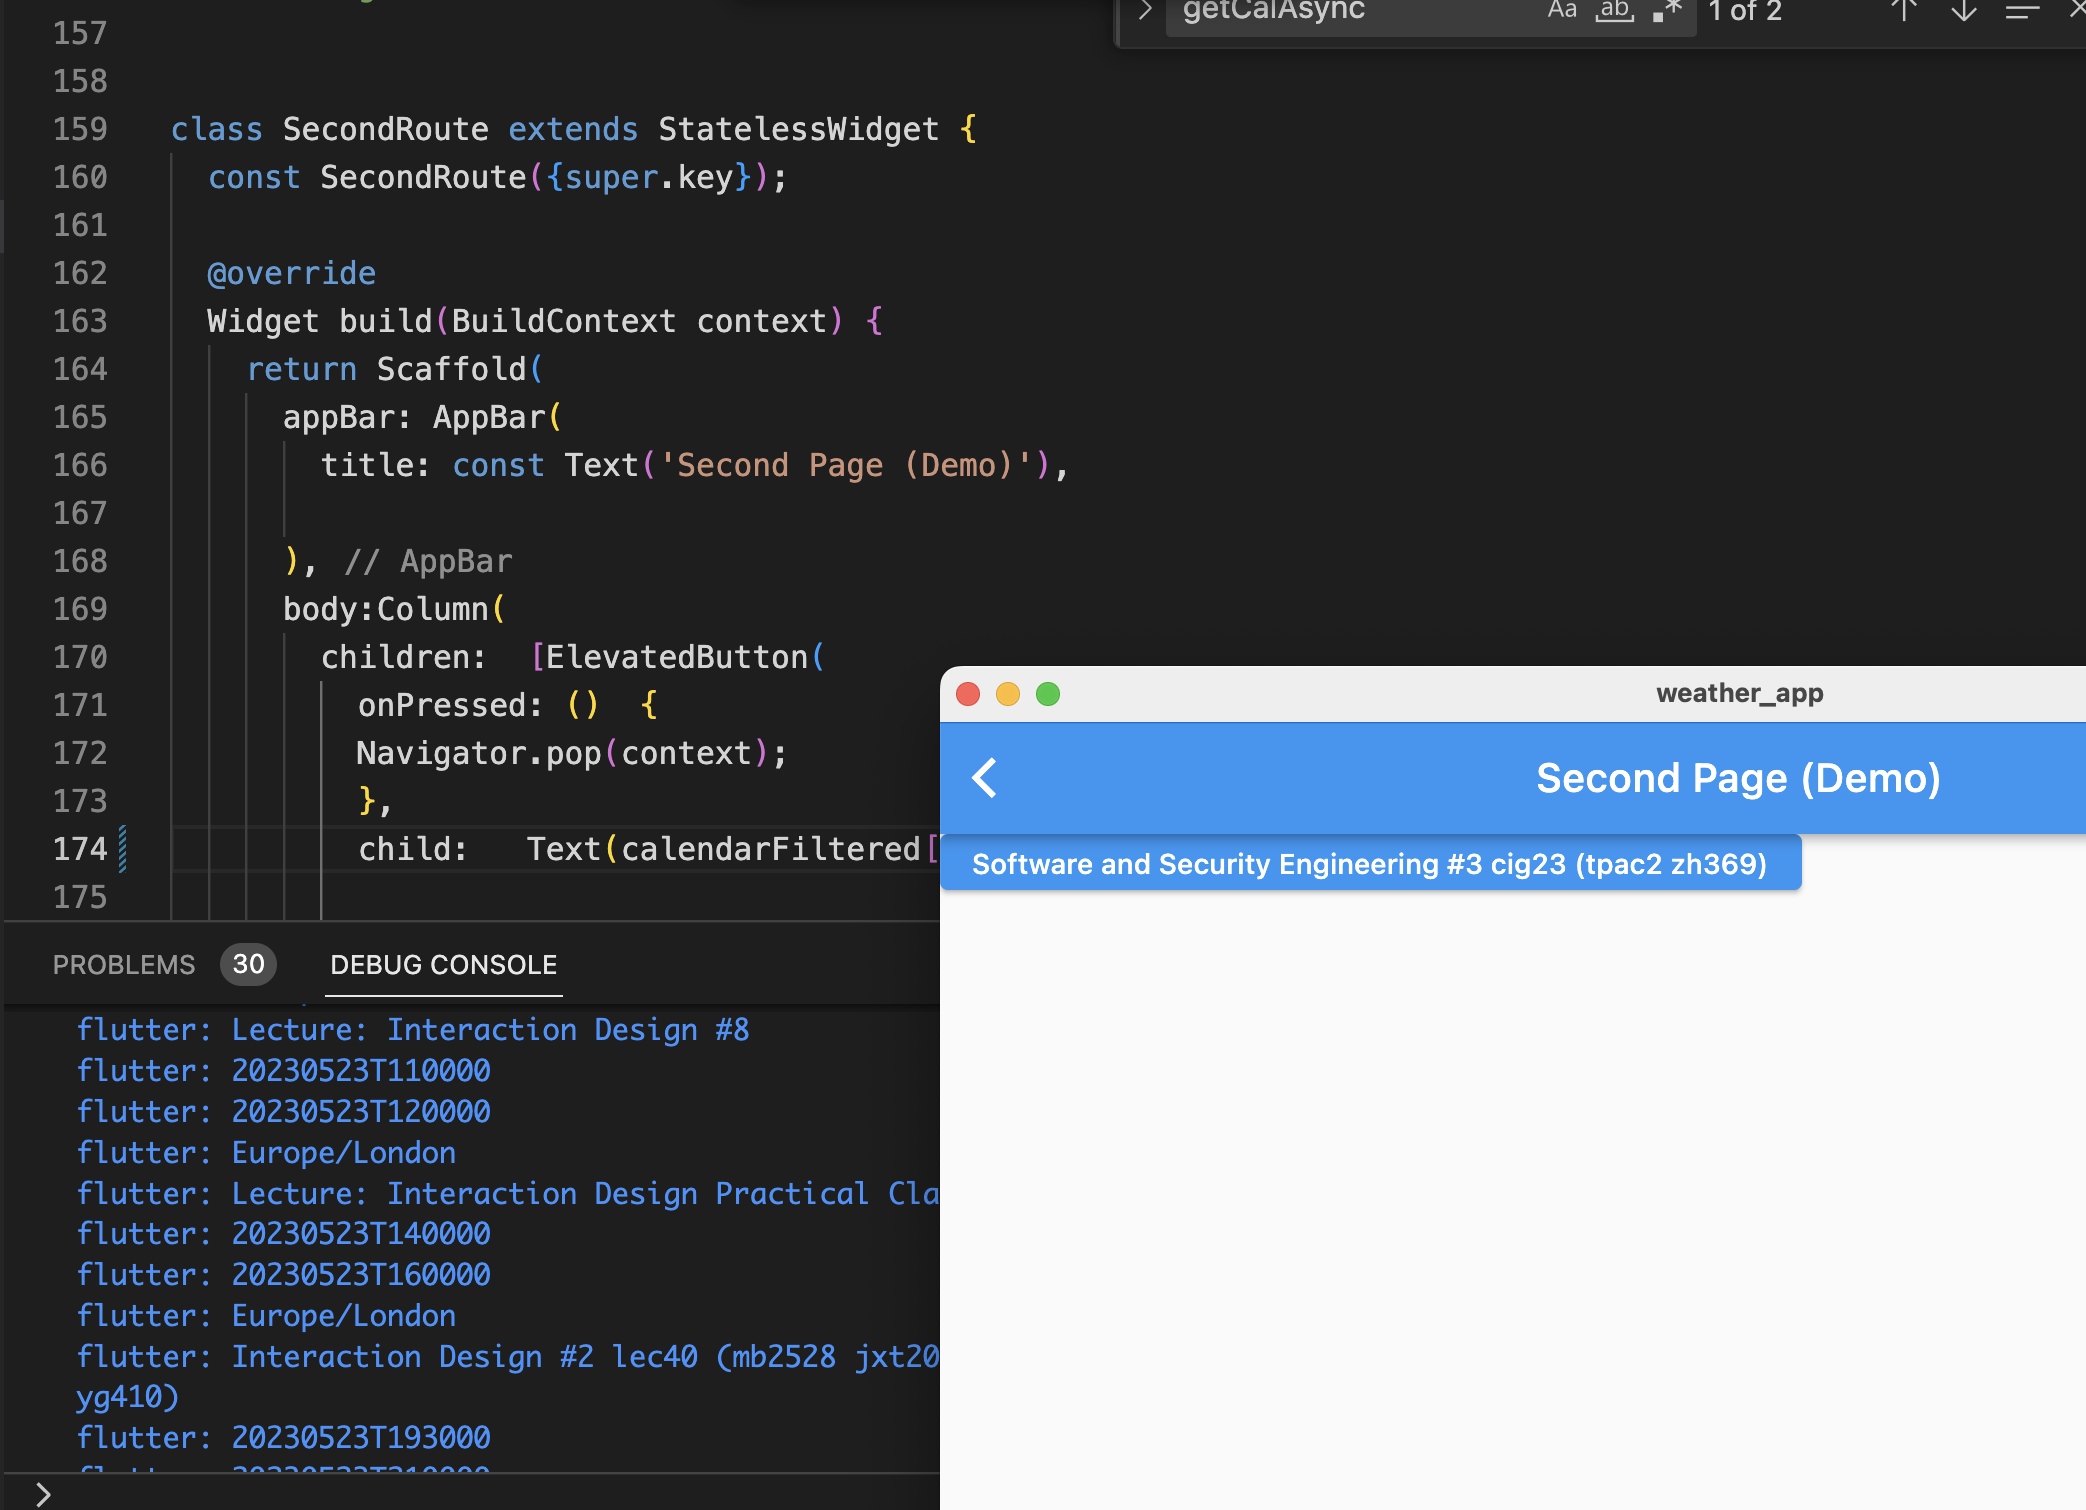 getCalAsync Aa ab .* 1 of 2
157
158
159 class SecondRoute extends StatelessWidget {
160 const SecondRoute({super.key});
161
162 @override
163 Widget build(BuildContext context) {
164 return Scaffold(
165 appBar: AppBar(
166 title: const Text('Second Page (Demo)'),
167
168 ), // AppBar
169 body:Column(
170 children: [ElevatedButton(
171 onPressed: () {
172 Navigator.pop(context);
173 },
174 child: Text(calendarFiltered[
175
weather_app
Second Page (Demo)
Software and Security Engineering #3 cig23 (tpac2 zh369)
PROBLEMS 30 DEBUG CONSOLE
flutter: Lecture: Interaction Design #8
flutter: 20230523T110000
flutter: 20230523T120000
flutter: Europe/London
flutter: Lecture: Interaction Design Practical Cla
flutter: 20230523T140000
flutter: 20230523T160000
flutter: Europe/London
flutter: Interaction Design #2 lec40 (mb2528 jxt20
yg410)
flutter: 20230523T193000